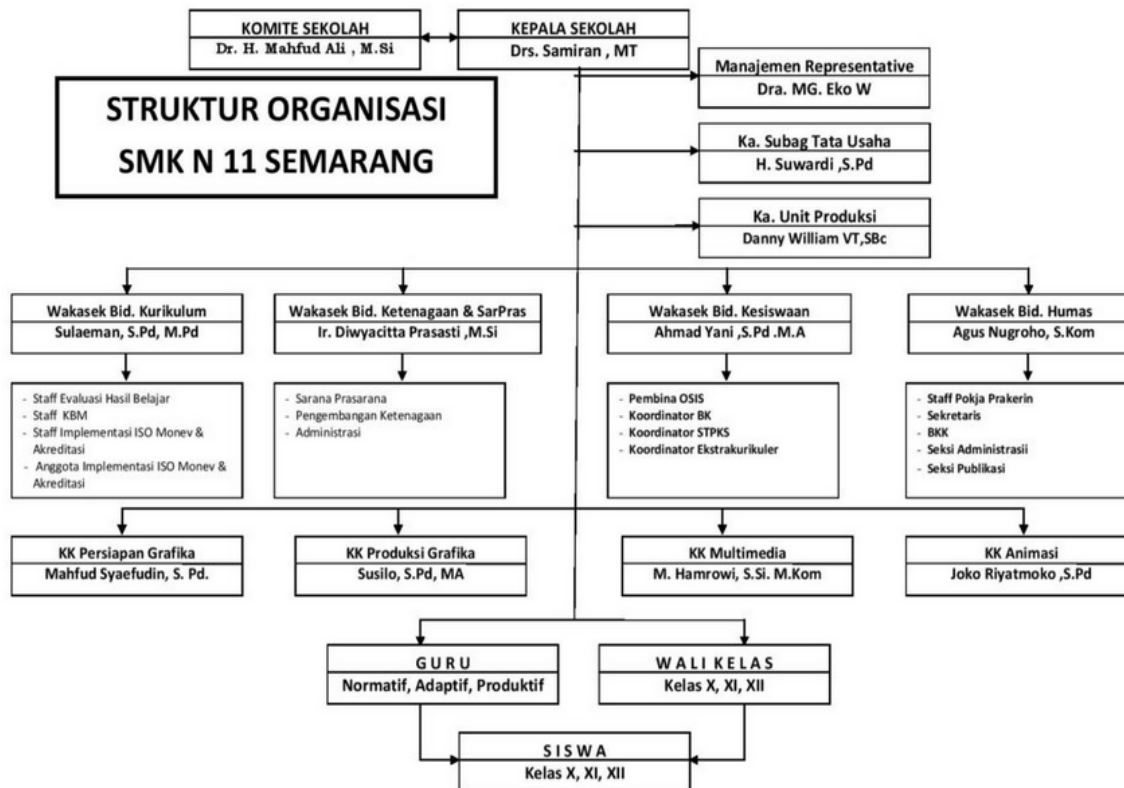 KOMITE SEKOLAH
Dr. H. Mahfud Ali , M.Si
KEPALA SEKOLAH
Drs. Samiran , MT
STRUKTUR ORGANISASI
SMK N 11 SEMARANG
Manajemen Representative
Dra. MG. Eko W
Ka. Subag Tata Usaha
H. Suwardi ,S.Pd
Ka. Unit Produksi
Danny William VT,SBc
Wakasek Bid. Kurikulum
Sulaeman, S.Pd, M.Pd
Wakasek Bid. Ketenagaan & SarPras
Ir. Diwyacitta Prasasti ,M.Si
Wakasek Bid. Kesiswaan
Ahmad Yani ,S.Pd .M.A
Wakasek Bid. Humas
Agus Nugroho, S.Kom
- Staff Evaluasi Hasil Belajar
- Staff KBM
- Staff Implementasi ISO Monev &
Akreditasi
- Anggota Implementasi ISO Monev &
Akreditasi
- Sarana Prasarana
- Pengembangan Ketenagaan
- Administrasi
- Pembina OSIS
- Koordinator BK
- Koordinator STPKS
- Koordinator Ekstrakurikuler
- Staff Pokja Prakerin
- Sekretaris
- BKK
- Seksi Administrasii
- Seksi Publikasi
KK Persiapan Grafika
Mahfud Syaefudin, S. Pd.
KK Produksi Grafika
Susilo, S.Pd, MA
KK Multimedia
M. Hamrowi, S.Si. M.Kom
KK Animasi
Joko Riyatmoko ,S.Pd
G U R U
Normatif, Adaptif, Produktif
W A L I K E L A S
Kelas X, XI, XII
S I S W A
Kelas X, XI, XII